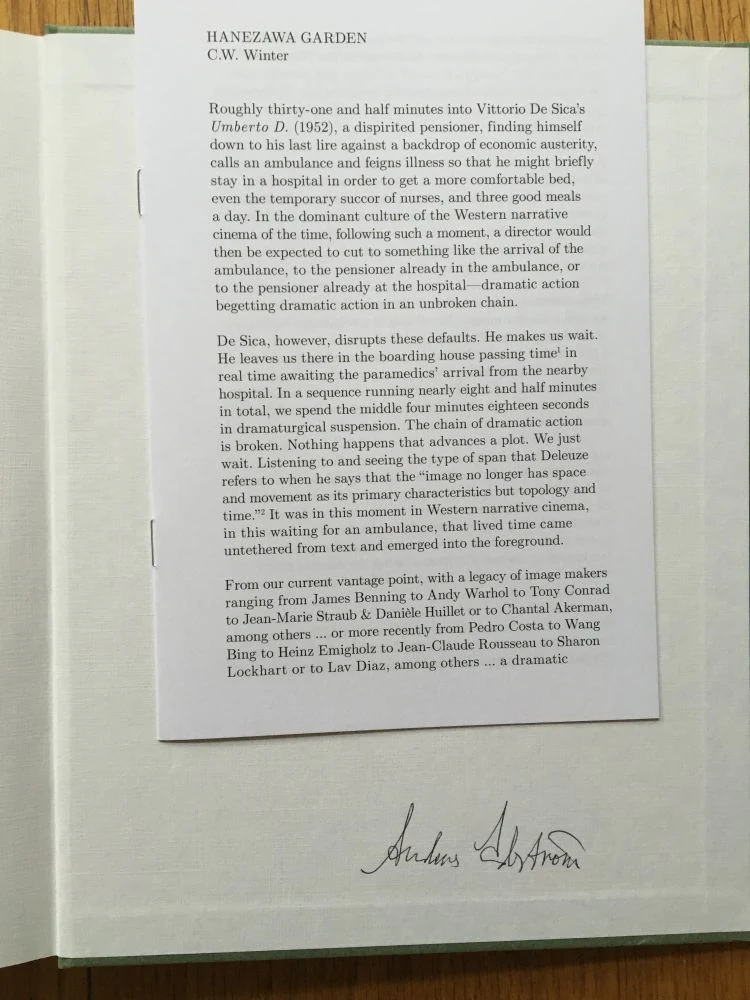 HANEZAWA GARDEN
C.W. Winter
Roughly thirty-one and half minutes into Vittorio De Sica's
Umberto D. (1952), a dispirited pensioner, finding himself
down to his last lire against a backdrop of economic austerity,
calls an ambulance and feigns illness so that he might briefly
stay in a hospital in order to get a more comfortable bed,
even the temporary succor of nurses, and three good meals
a day. In the dominant culture of the Western narrative
cinema of the time, following such a moment, a director would
then be expected to cut to something like the arrival of the
ambulance, to the pensioner already in the ambulance, or
to the pensioner already at the hospital—dramatic action
begetting dramatic action in an unbroken chain.
De Sica, however, disrupts these defaults. He makes us wait.
He leaves us there in the boarding house passing time¹ in
real time awaiting the paramedics' arrival from the nearby
hospital. In a sequence running nearly eight and half minutes
in total, we spend the middle four minutes eighteen seconds
in dramaturgical suspension. The chain of dramatic action
is broken. Nothing happens that advances a plot. We just
wait. Listening to and seeing the type of span that Deleuze
refers to when he says that the “image no longer has space
and movement as its primary characteristics but topology and
time.”² It was in this moment in Western narrative cinema,
in this waiting for an ambulance, that lived time came
untethered from text and emerged into the foreground.
From our current vantage point, with a legacy of image makers
ranging from James Benning to Andy Warhol to Tony Conrad
to Jean-Marie Straub & Danièle Huillet or to Chantal Akerman,
among others ... or more recently from Pedro Costa to Wang
Bing to Heinz Emigholz to Jean-Claude Rousseau to Sharon
Lockhart or to Lav Diaz, among others ... a dramatic
Anders Edström